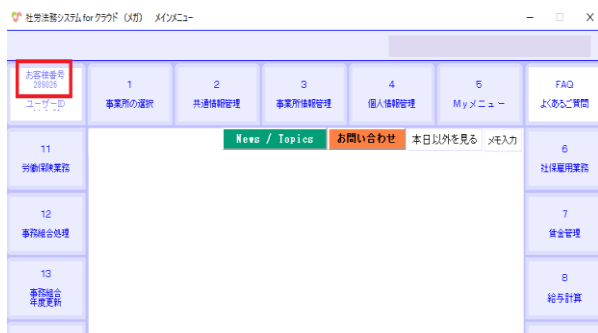 社労法務システム for クラウド（メガ） メインメニュー
お客様番号
289026
ユーザーID
1
事業所の選択
2
共通情報管理
3
事業所情報管理
4
個人情報管理
5
Myメニュー
FAQ
よくあるご質問
News / Topics
お問い合わせ
本日以外を見る
メモ入力
11
労働保険業務
6
社保雇用業務
12
事務組合処理
7
賃金管理
13
事務組合
年度更新
8
給与計算